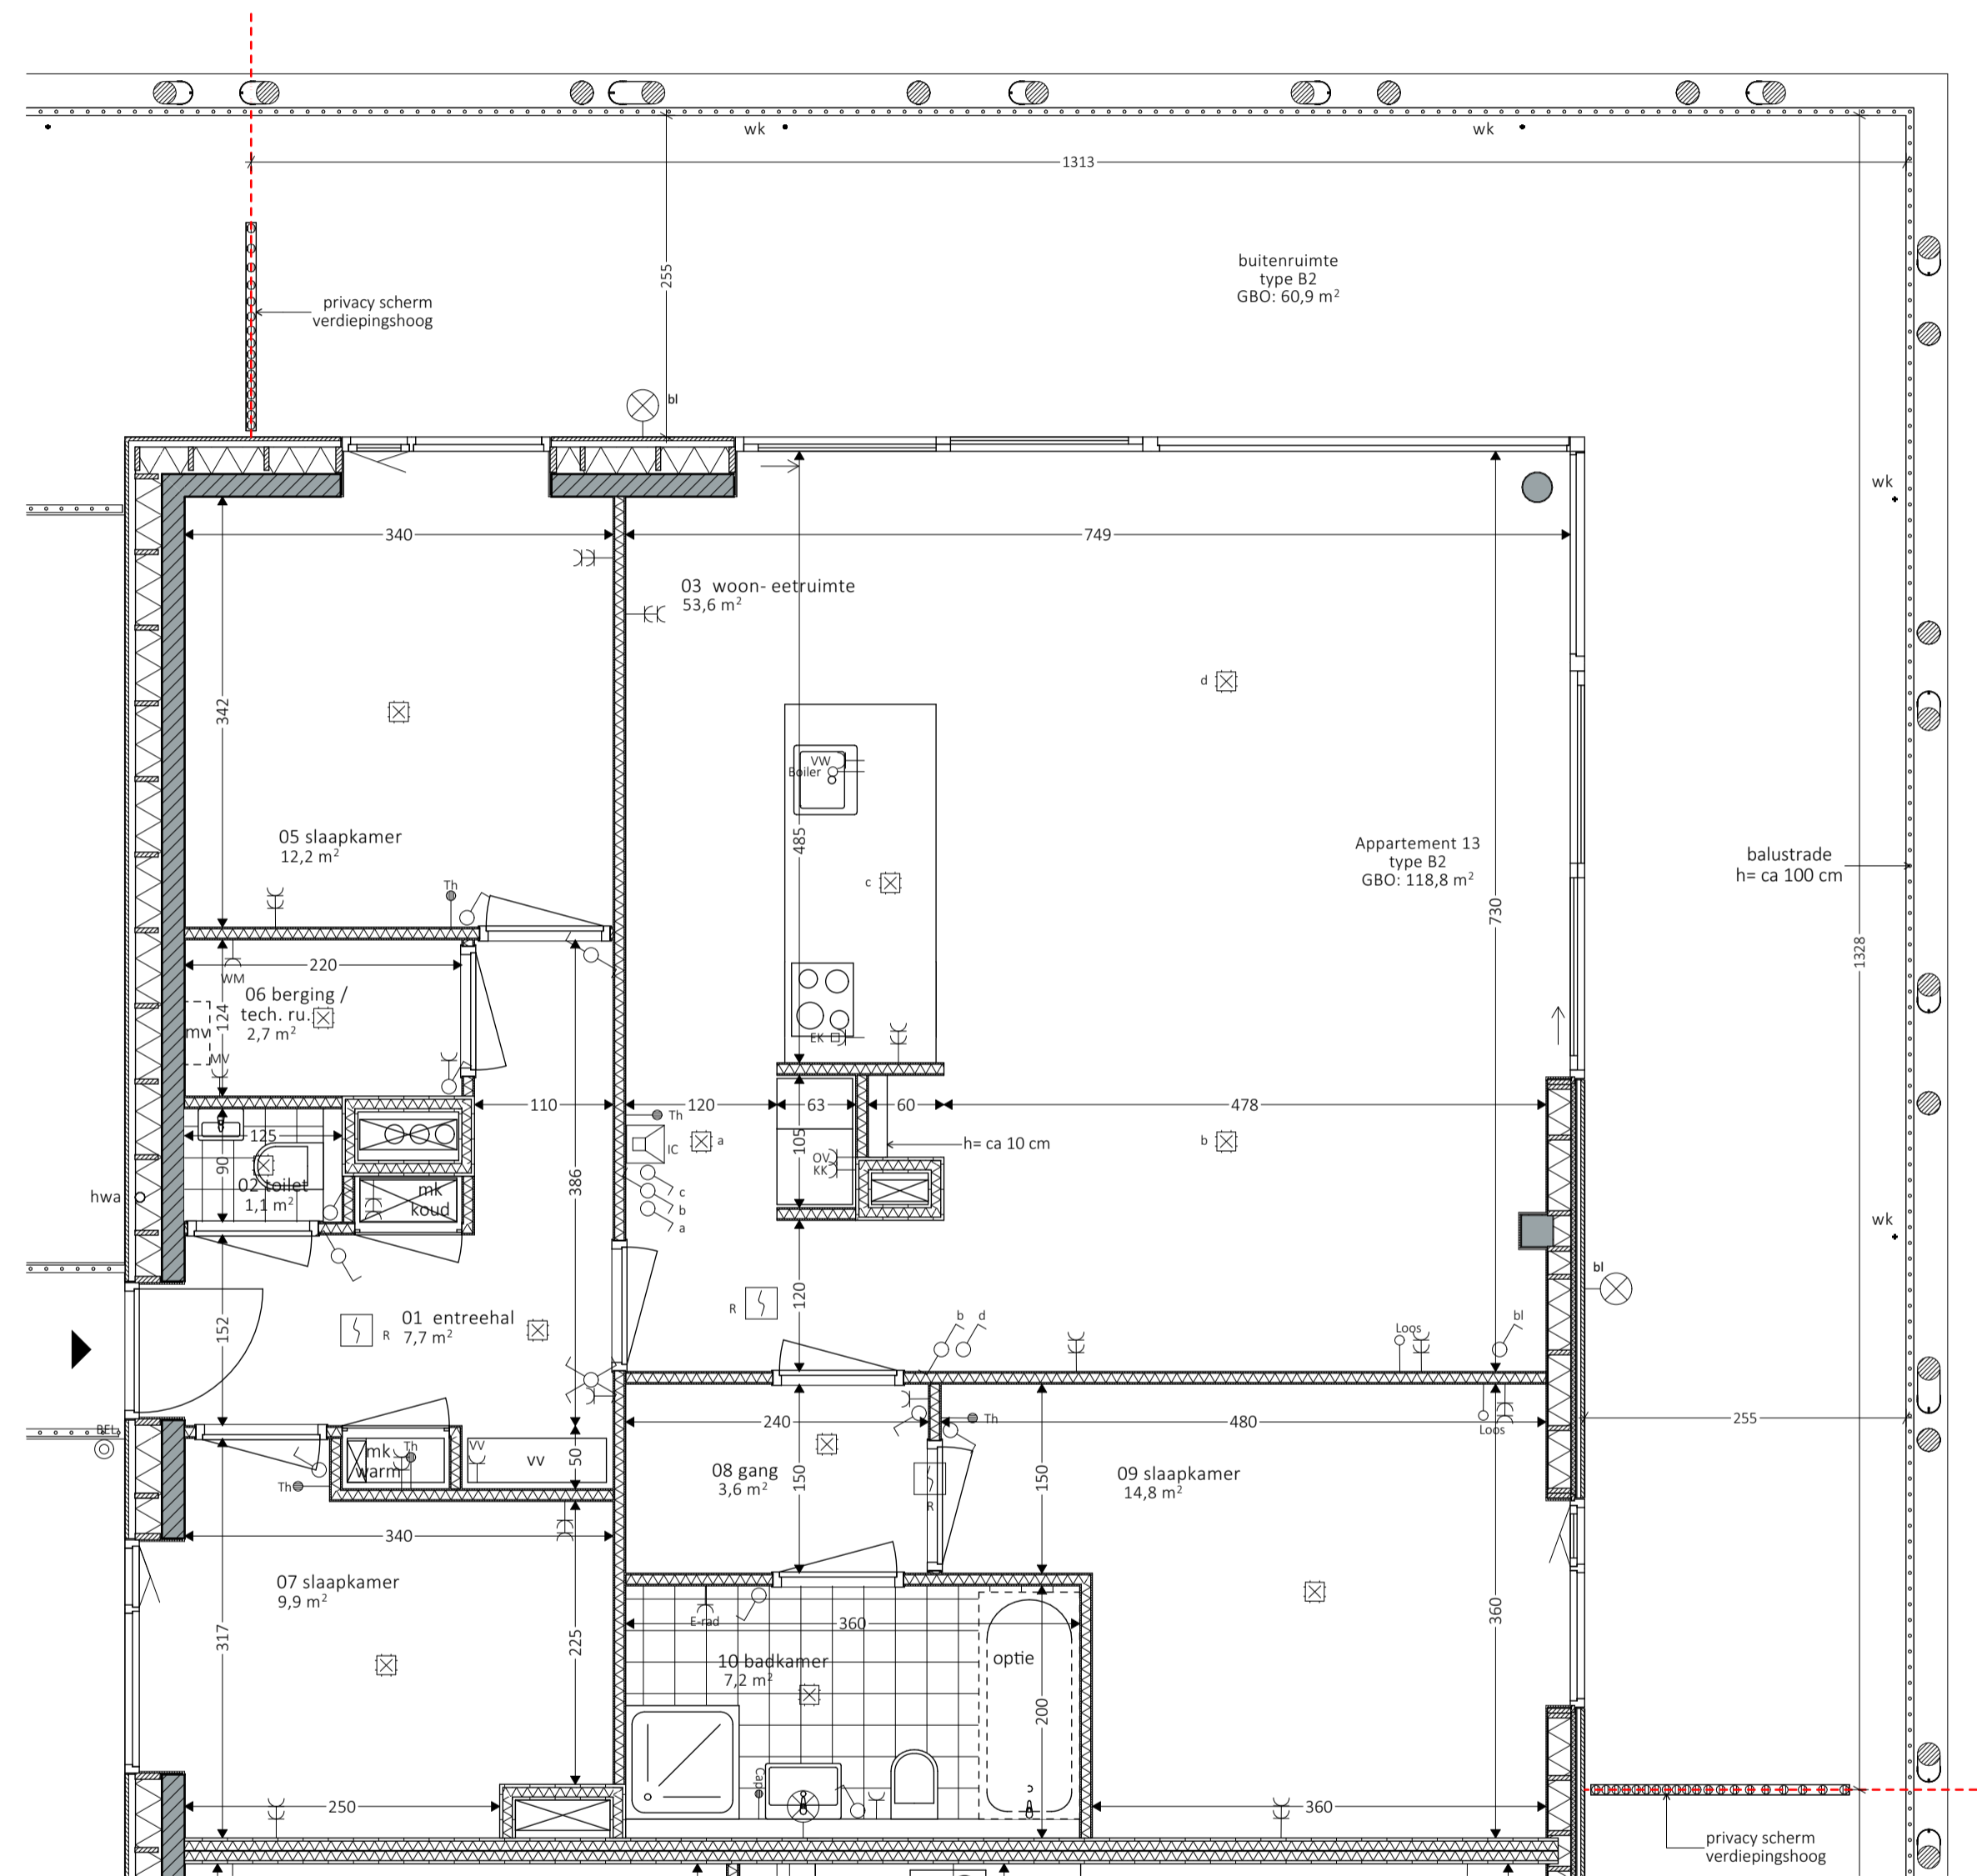 wk
wk
1313
255
buitenruimte
type B2
GBO: 60,9 m²
privacy scherm
verdiepingshoog
bl
wk
340
749
03 woon- eetruimte
53,6 m²
d
342
VW
Boiler
485
05 slaapkamer
12,2 m²
Appartement 13
type B2
GBO: 118,8 m²
balustrade
h= ca 100 cm
c
Th
730
1328
220
WM
06 berging /
tech. ru.
2,7 m²
124
mv
MV
EK
110
120
63
60
478
Th
125
a
IC
105
h= ca 10 cm
b
90
OV
KK
02 toilet
1,1 m²
mk
koud
386
hwa
c
b
a
wk
bl
120
R
01 entreehal
7,7 m²
R
152
b
d
Loos
bl
BEL
240
Th
480
255
Loos
mk
warm
Th
VV
vv
50
Th
08 gang
3,6 m²
150
R
150
09 slaapkamer
14,8 m²
340
07 slaapkamer
9,9 m²
317
225
E-rad
360
360
10 badkamer
7,2 m²
optie
200
Cap
250
360
privacy scherm
verdiepingshoog